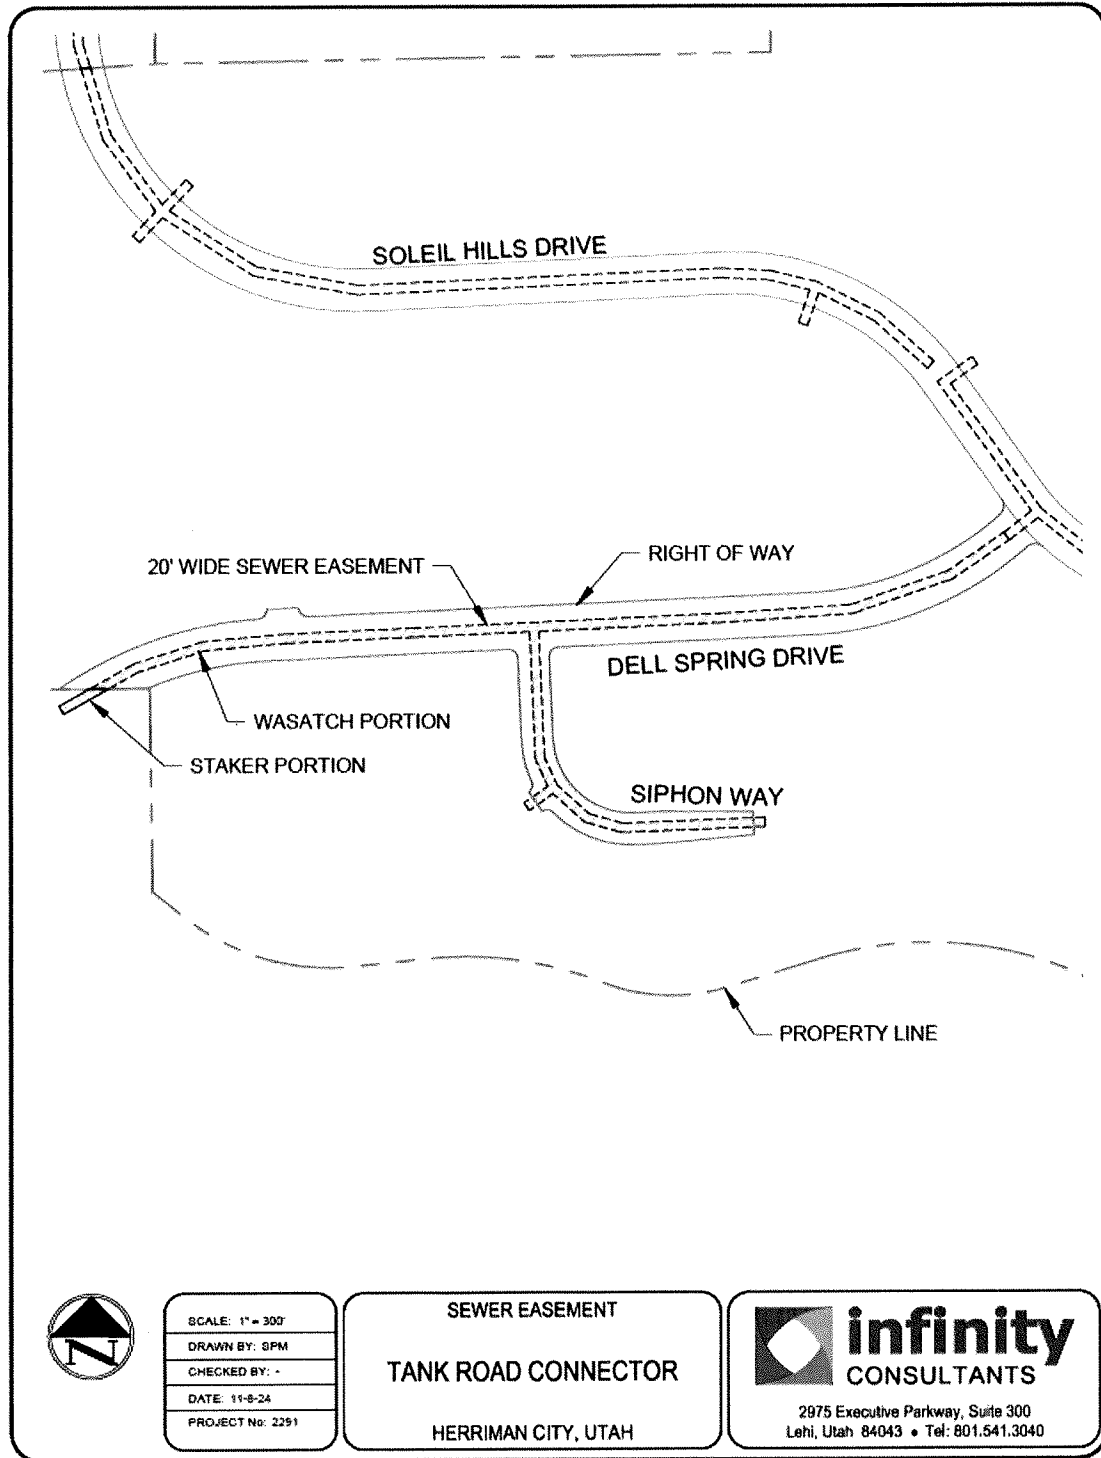 SOLEIL HILLS DRIVE
20' WIDE SEWER EASEMENT
RIGHT OF WAY
DELL SPRING DRIVE
WASATCH PORTION
STAKER PORTION
SIPHON WAY
PROPERTY LINE
N
SCALE: 1" = 300'
DRAWN BY: SPM
CHECKED BY: -
DATE: 11-6-24
PROJECT No: 2291
SEWER EASEMENT
TANK ROAD CONNECTOR
HERRIMAN CITY, UTAH
infinity
CONSULTANTS
2975 Executive Parkway, Suite 300
Lehi, Utah 84043 • Tel: 801.541.3040